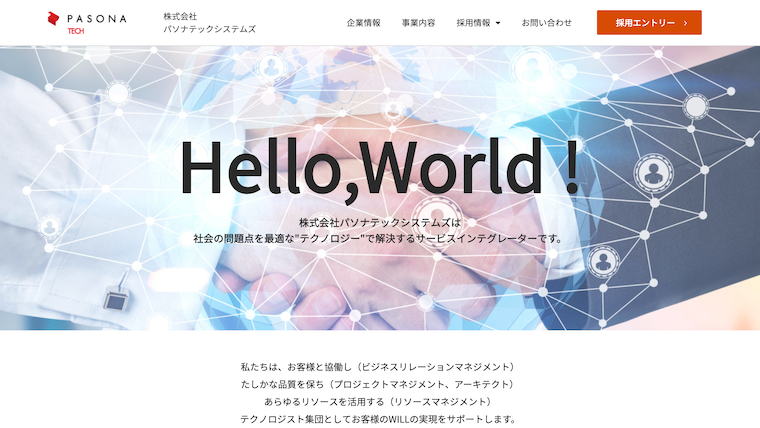 PASONA
TECH
株式会社
パソナテックシステムズ
企業情報
事業内容
採用情報
お問い合わせ
採用エントリー
Hello,World！
株式会社パソナテックシステムズは
社会の問題点を最適な"テクノロジー"で解決するサービスインテグレーターです。
私たちは、お客様と協働し（ビジネスリレーションマネジメント）
たしかな品質を保ち（プロジェクトマネジメント、アーキテクト）
あらゆるリソースを活用する（リソースマネジメント）
テクノロジスト集団としてお客様のWILLの実現をサポートします。